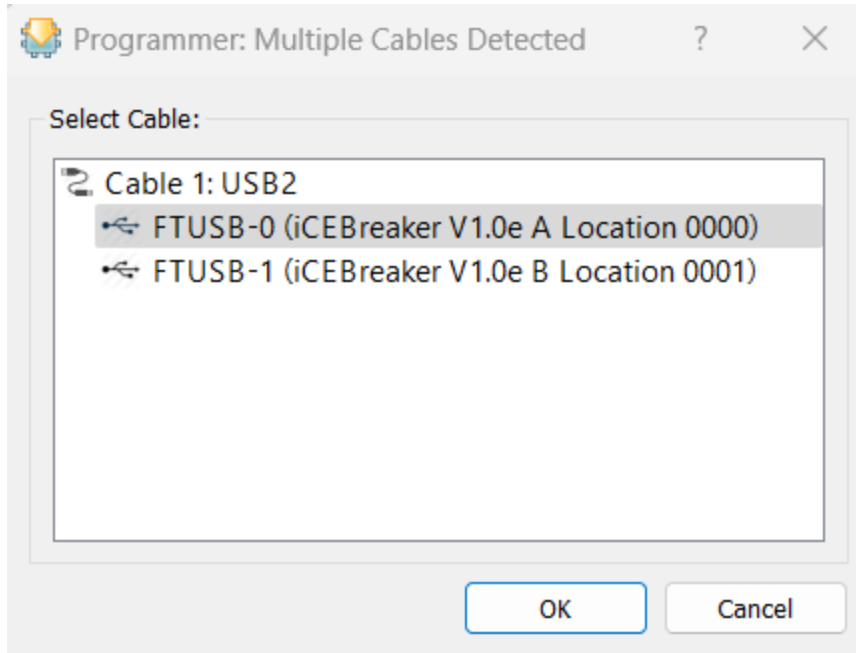 Programmer: Multiple Cables Detected ?
Select Cable:
Cable 1: USB2
FTUSB-0 (iCEBreaker V1.0e A Location 0000)
FTUSB-1 (iCEBreaker V1.0e B Location 0001)
OK Cancel